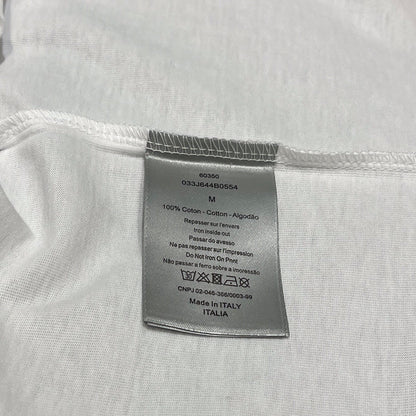 60350
033J644B0554
M
100% Coton - Cotton - Algodão
Repasser sur l'envers
Iron inside out
Passar do avesso
Ne pas repasser sur l'impression
Do Not Iron On Print
Não passar a ferro sobre a impressão
CNPJ 02-046-366/0003-99
Made In ITALY
ITALIA